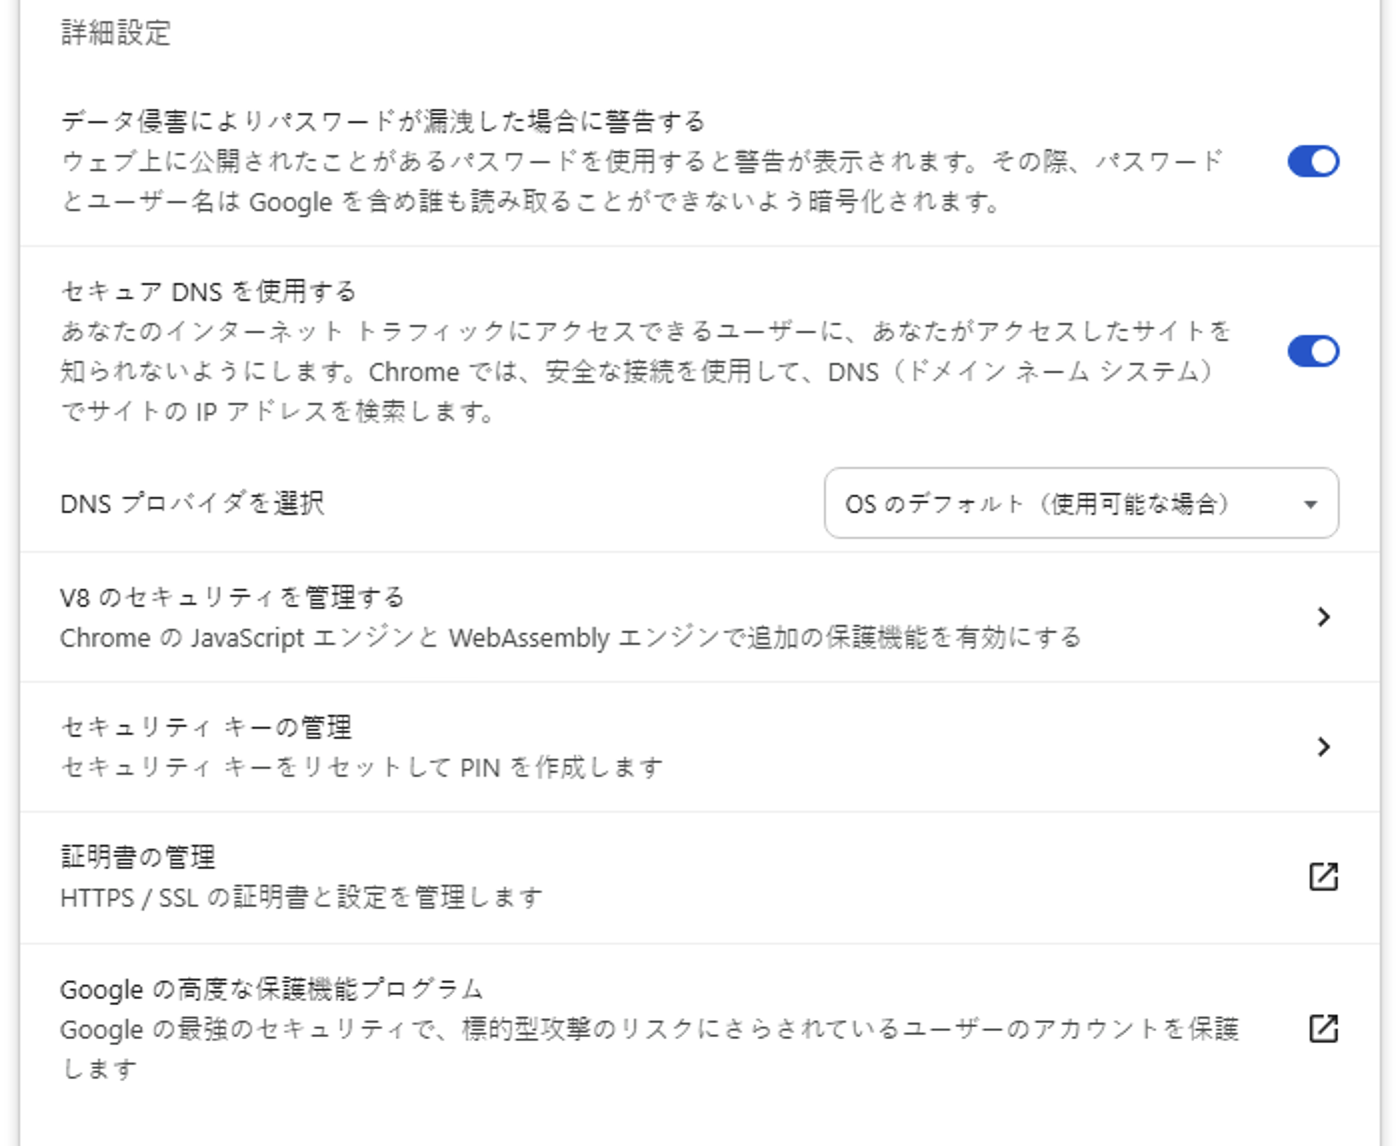 詳細設定
データ侵害によりパスワードが漏洩した場合に警告する
ウェブ上に公開されたことがあるパスワードを使用すると警告が表示されます。その際、パスワード
とユーザー名は Google を含め誰も読み取ることができないよう暗号化されます。
セキュア DNS を使用する
あなたのインターネット トラフィックにアクセスできるユーザーに、あなたがアクセスしたサイトを
知られないようにします。Chrome では、安全な接続を使用して、DNS（ドメイン ネーム システム）
でサイトの IP アドレスを検索します。
DNS プロバイダを選択
OS のデフォルト（使用可能な場合）
V8 のセキュリティを管理する
Chrome の JavaScript エンジンと WebAssembly エンジンで追加の保護機能を有効にする
セキュリティ キーの管理
セキュリティ キーをリセットして PIN を作成します
証明書の管理
HTTPS / SSL の証明書と設定を管理します
Google の高度な保護機能プログラム
Google の最強のセキュリティで、標的型攻撃のリスクにさらされているユーザーのアカウントを保護
します